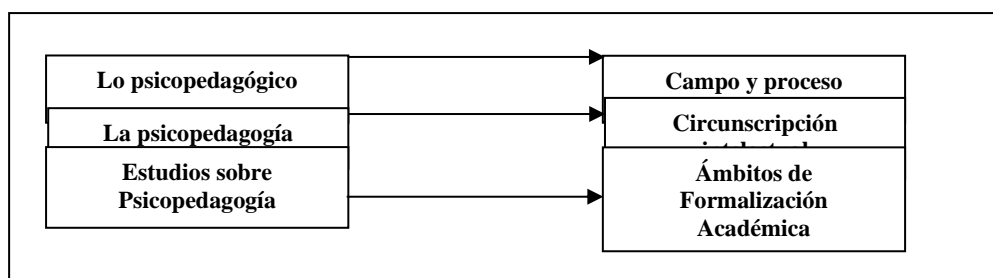 Lo psicopedagógico
Campo y proceso
La psicopedagogía
Circunscripción
Estudios sobre
Psicopedagogía
Ámbitos de
Formalización
Académica